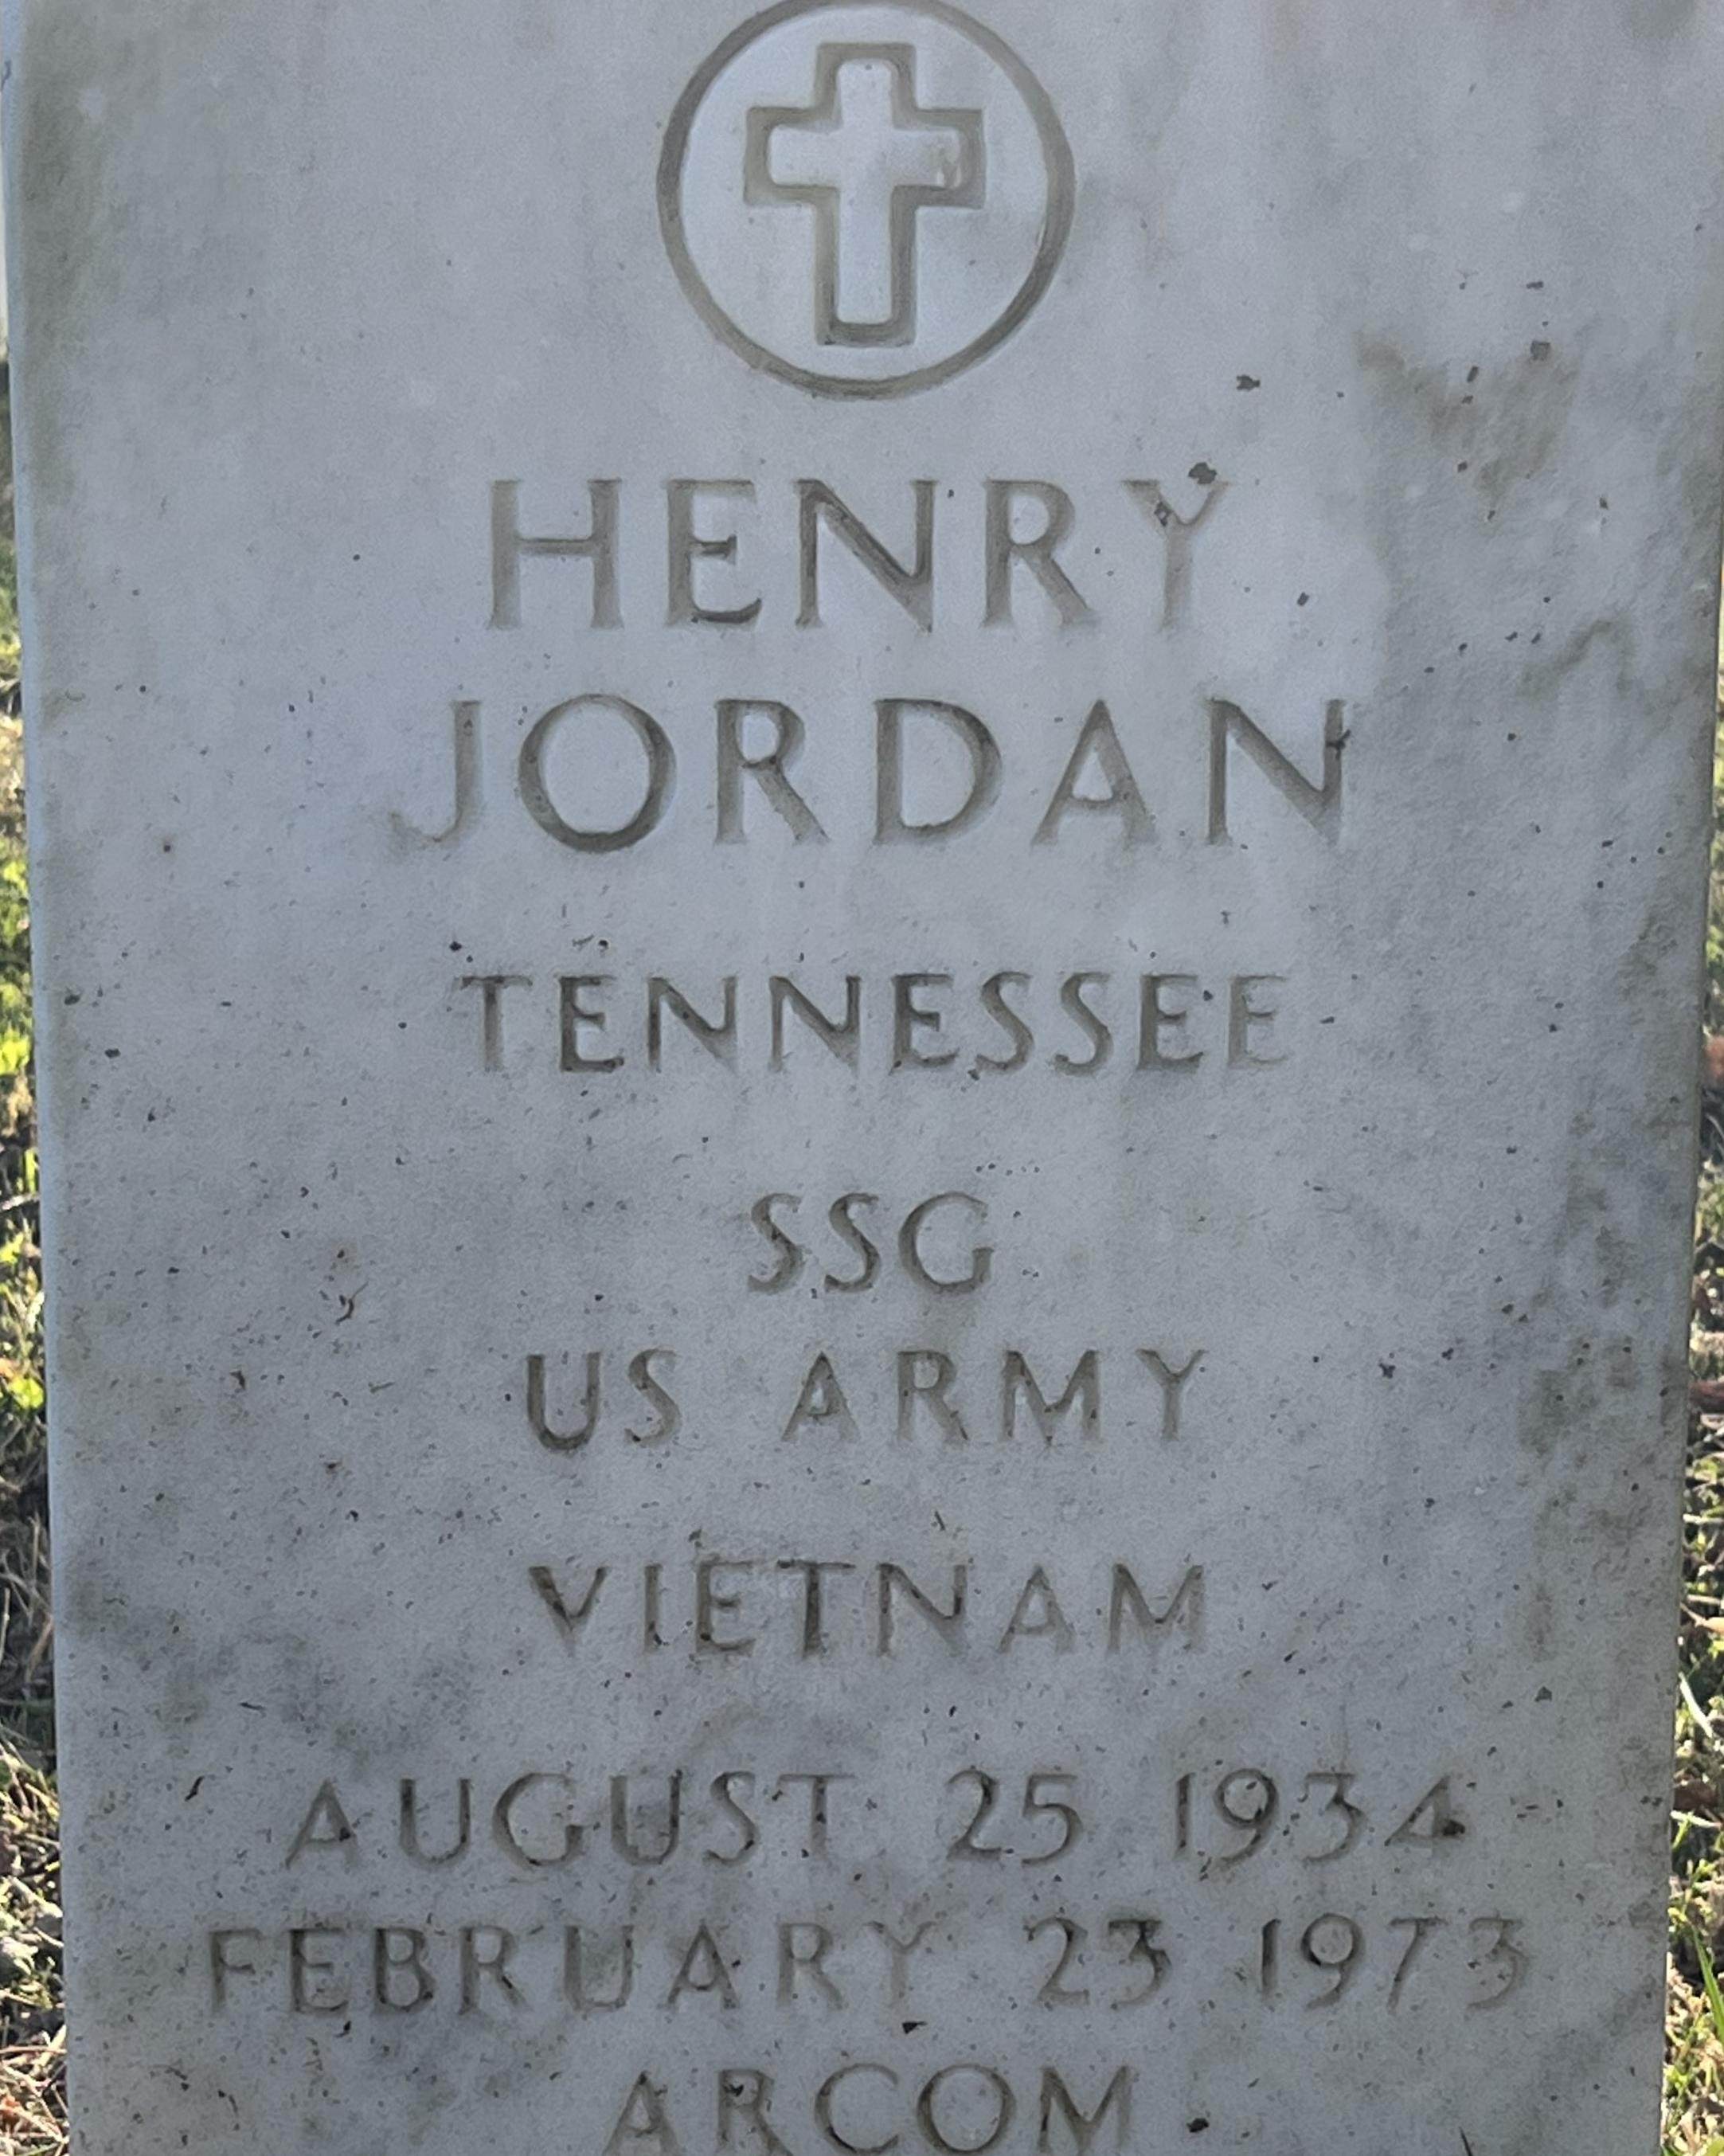 HENRY
JORDAN
TENNESSEE
SSG
US ARMY
VIETNAM
AUGUST 25 1934
FEBRUARY 23 1973
ARCOM